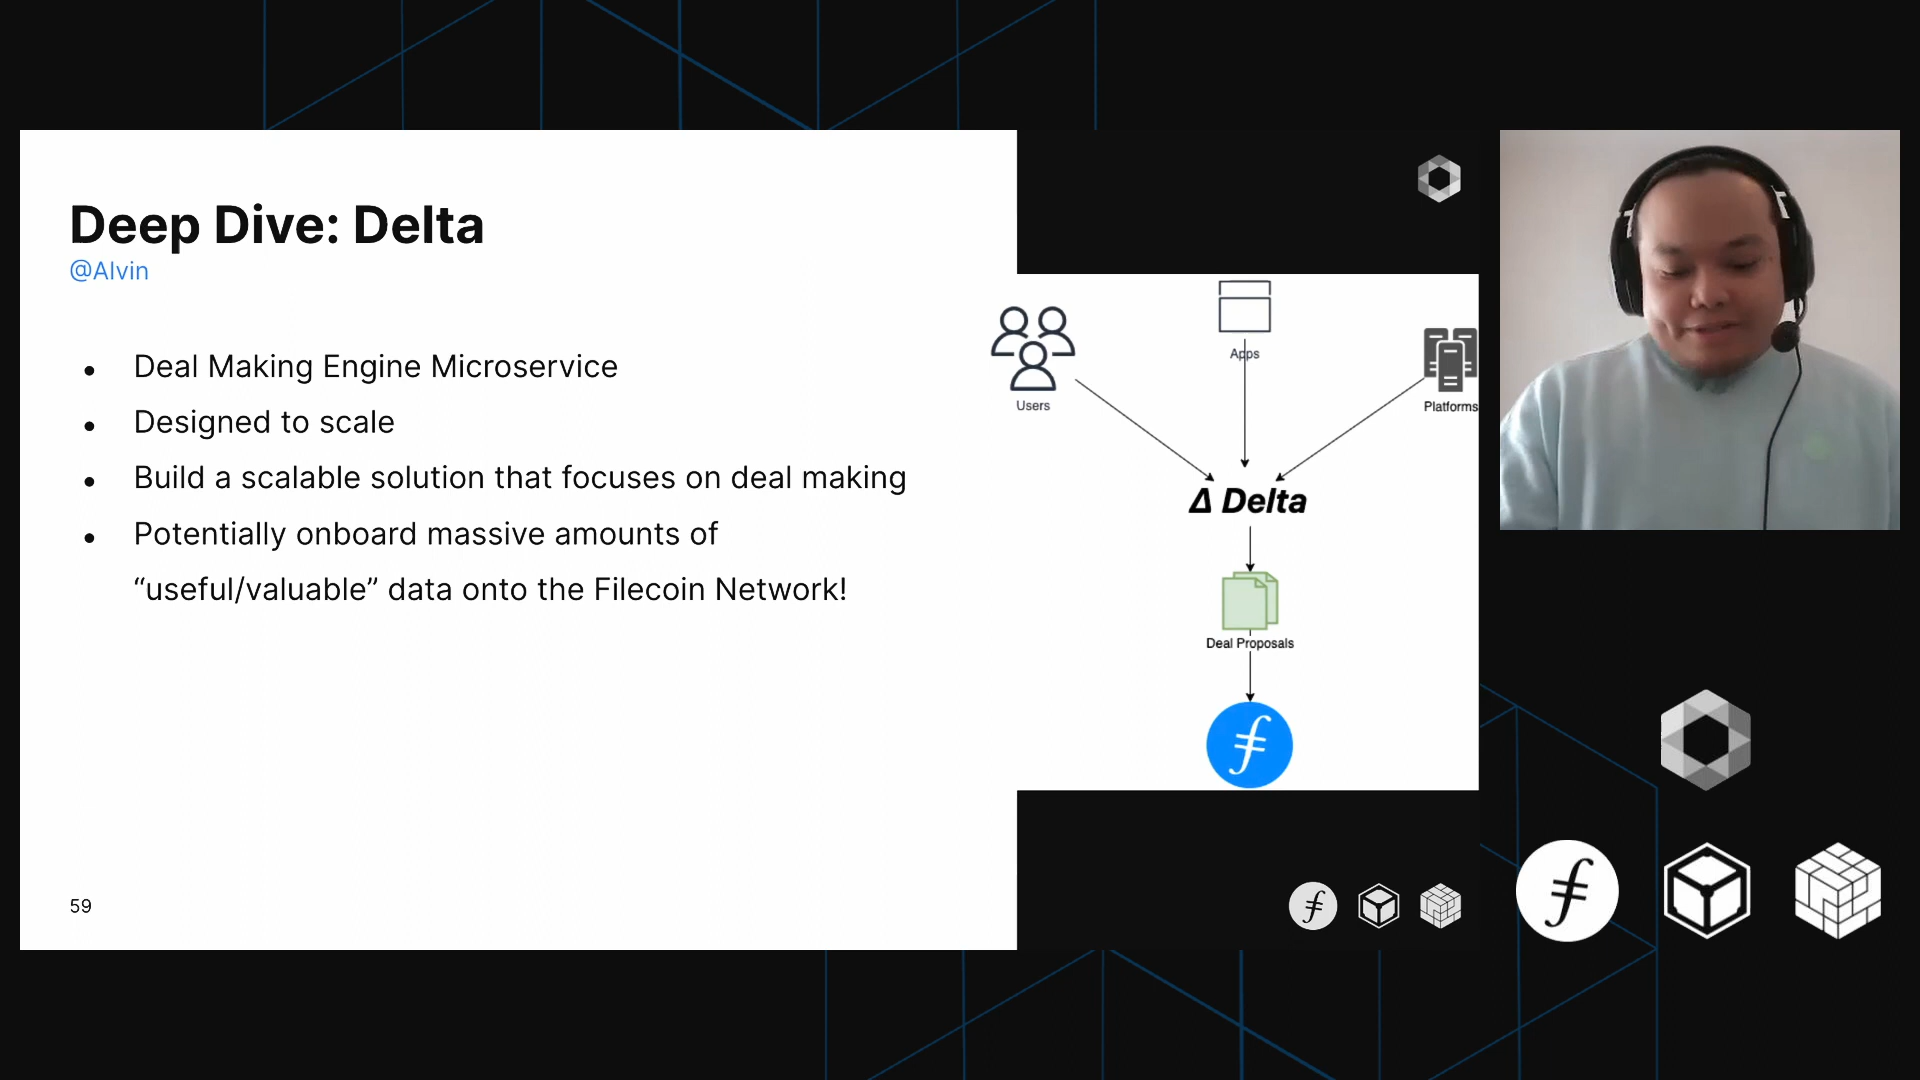 Deep Dive: Delta
@Alvin
Deal Making Engine Microservice
Designed to scale
Build a scalable solution that focuses on deal making
Potentially onboard massive amounts of
“useful/valuable” data onto the Filecoin Network!
59
Apps
Users
Platforms
Δ Delta
Deal Proposals